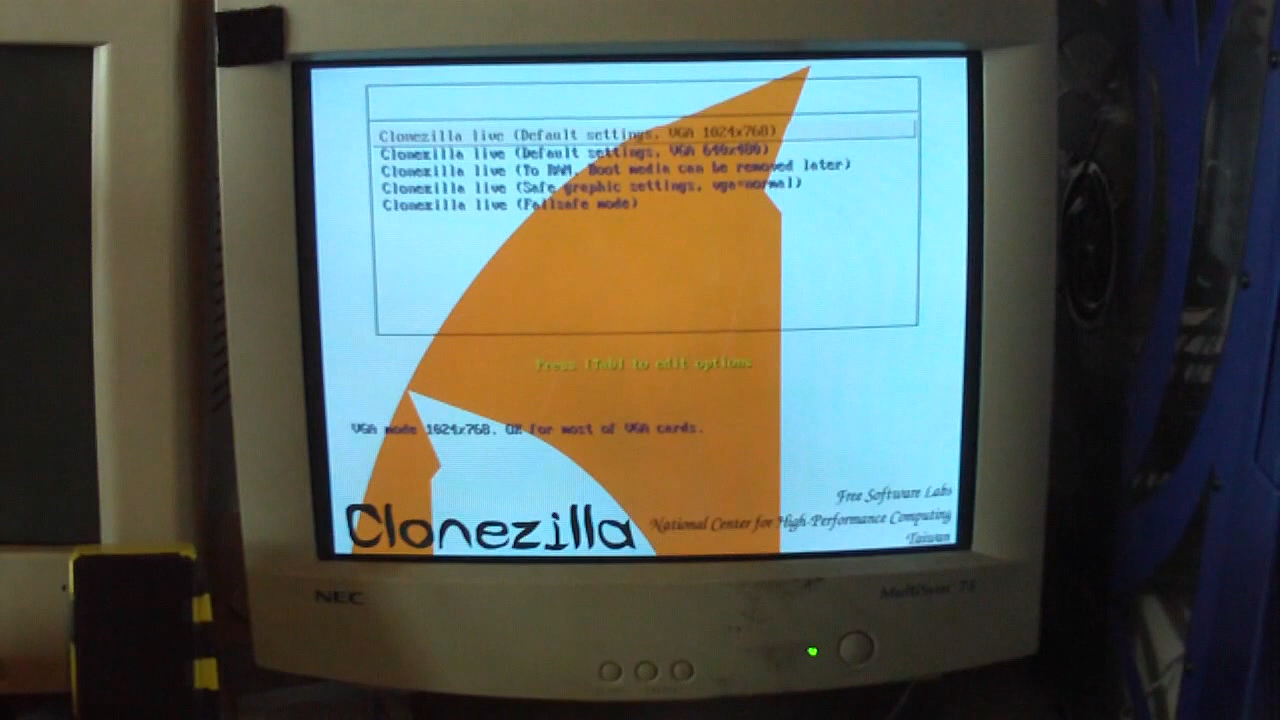 Clonezilla live (Default settings, VGA 1024x768)
Clonezilla live (Default settings, VGA 640x480)
Clonezilla live (To RAM. Boot media can be removed later)
Clonezilla live (Safe graphic settings, vga=normal)
Clonezilla live (Failsafe mode)
Press [Tab] to edit options
VGA mode 1024x768. OK for most of VGA cards.
Free Software Labs
Clonezilla
National Center for High-Performance Computing
Taiwan
NEC
MultiSync